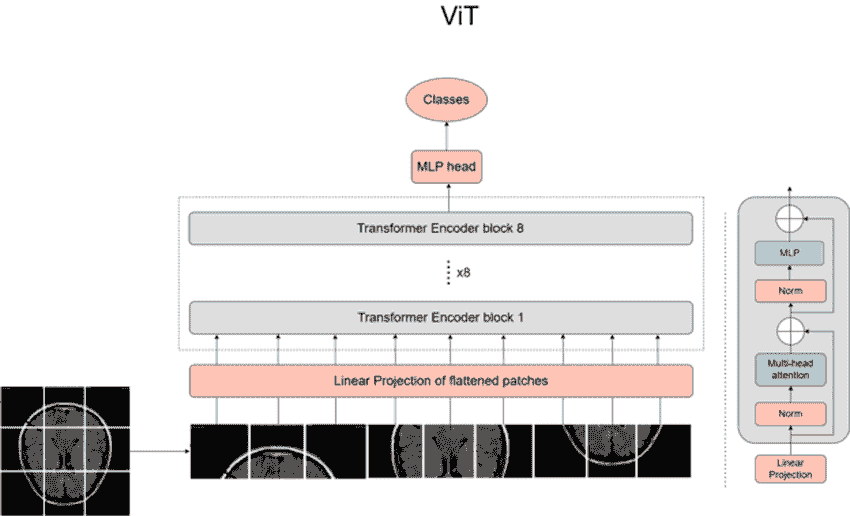 ViT
Classes
MLP head
Transformer Encoder block 8
x8
Transformer Encoder block 1
Linear Projection of flattened patches
MLP
Norm
Multi-head
attention
Norm
Linear
Projection